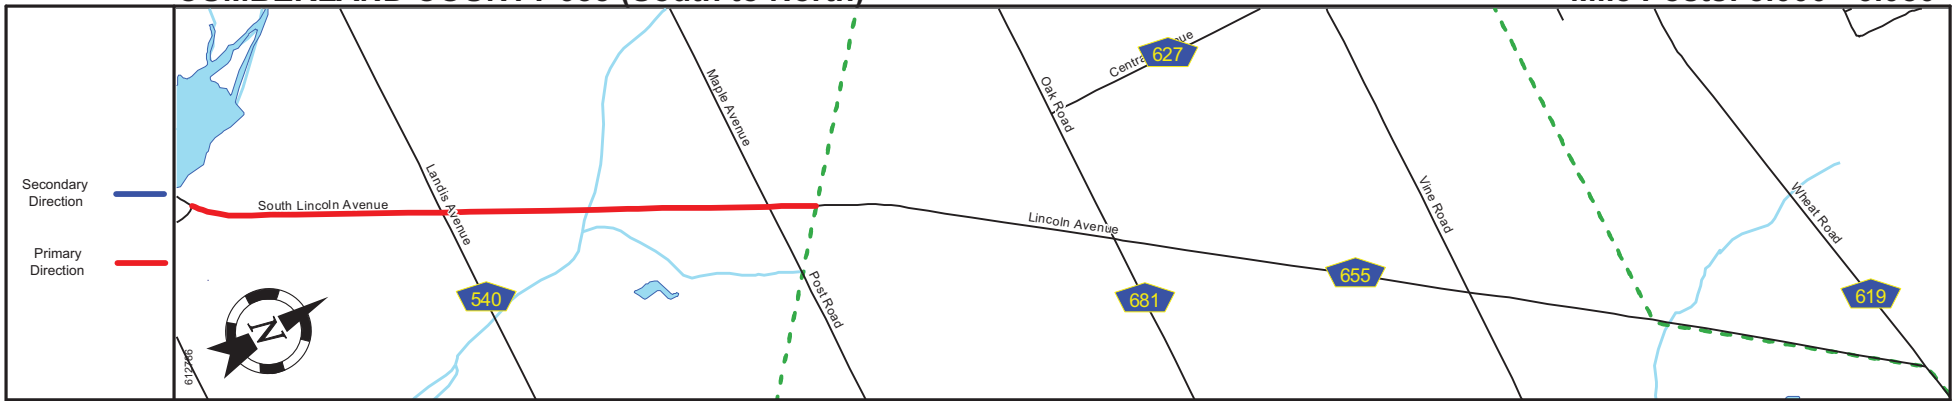 Secondary
Direction
Primary
Direction
South Lincoln Avenue
Landis Avenue
540
Maple Avenue
Post Road
Oak Road
627
Lincoln Avenue
681
655
Vine Road
Wheat Road
619
N
612766